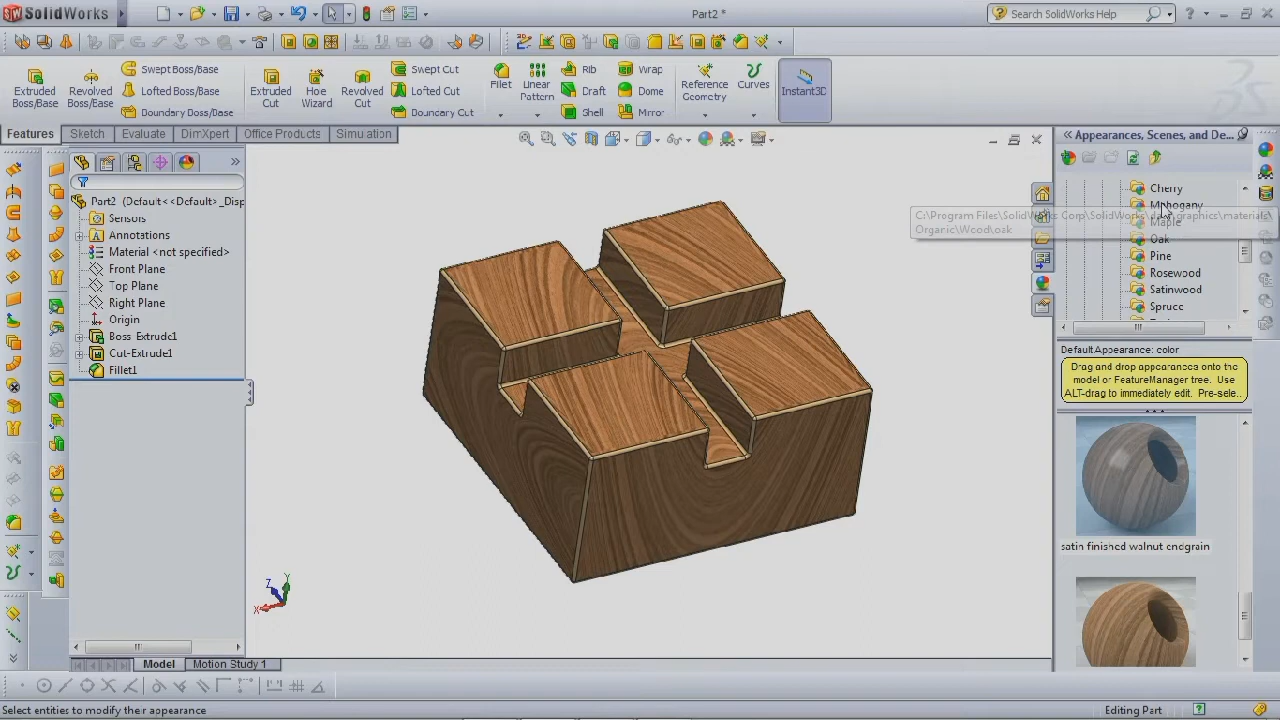 SolidWorks
Part2 *
Search SolidWorks Help
Extruded Boss/Base
Revolved Boss/Base
Swept Boss/Base
Lofted Boss/Base
Boundary Boss/Base
Extruded Cut
Hole Wizard
Revolved Cut
Swept Cut
Lofted Cut
Boundary Cut
Fillet
Linear Pattern
Rib
Draft
Shell
Wrap
Dome
Mirror
Reference Geometry
Curves
Instant3D
Features
Sketch
Evaluate
DimXpert
Office Products
Simulation
Appearances, Scenes, and De...
Part2 (Default<<Default>_Disp
Sensors
Annotations
Material <not specified>
Front Plane
Top Plane
Right Plane
Origin
Boss-Extrude1
Cut-Extrude1
Fillet1
Cherry
Mahogany
Maple
Oak
Pine
Rosewood
Satinwood
Spruce
Organic\Wood\oak
DefaultAppearance: color
Drag and drop appearances onto the
model or FeatureManager tree. Use
ALT-drag to immediately edit. Pre-sele..
satin finished walnut endgrain
Z
Y
X
Model
Motion Study 1
Select entities to modify their appearance
Editing Part